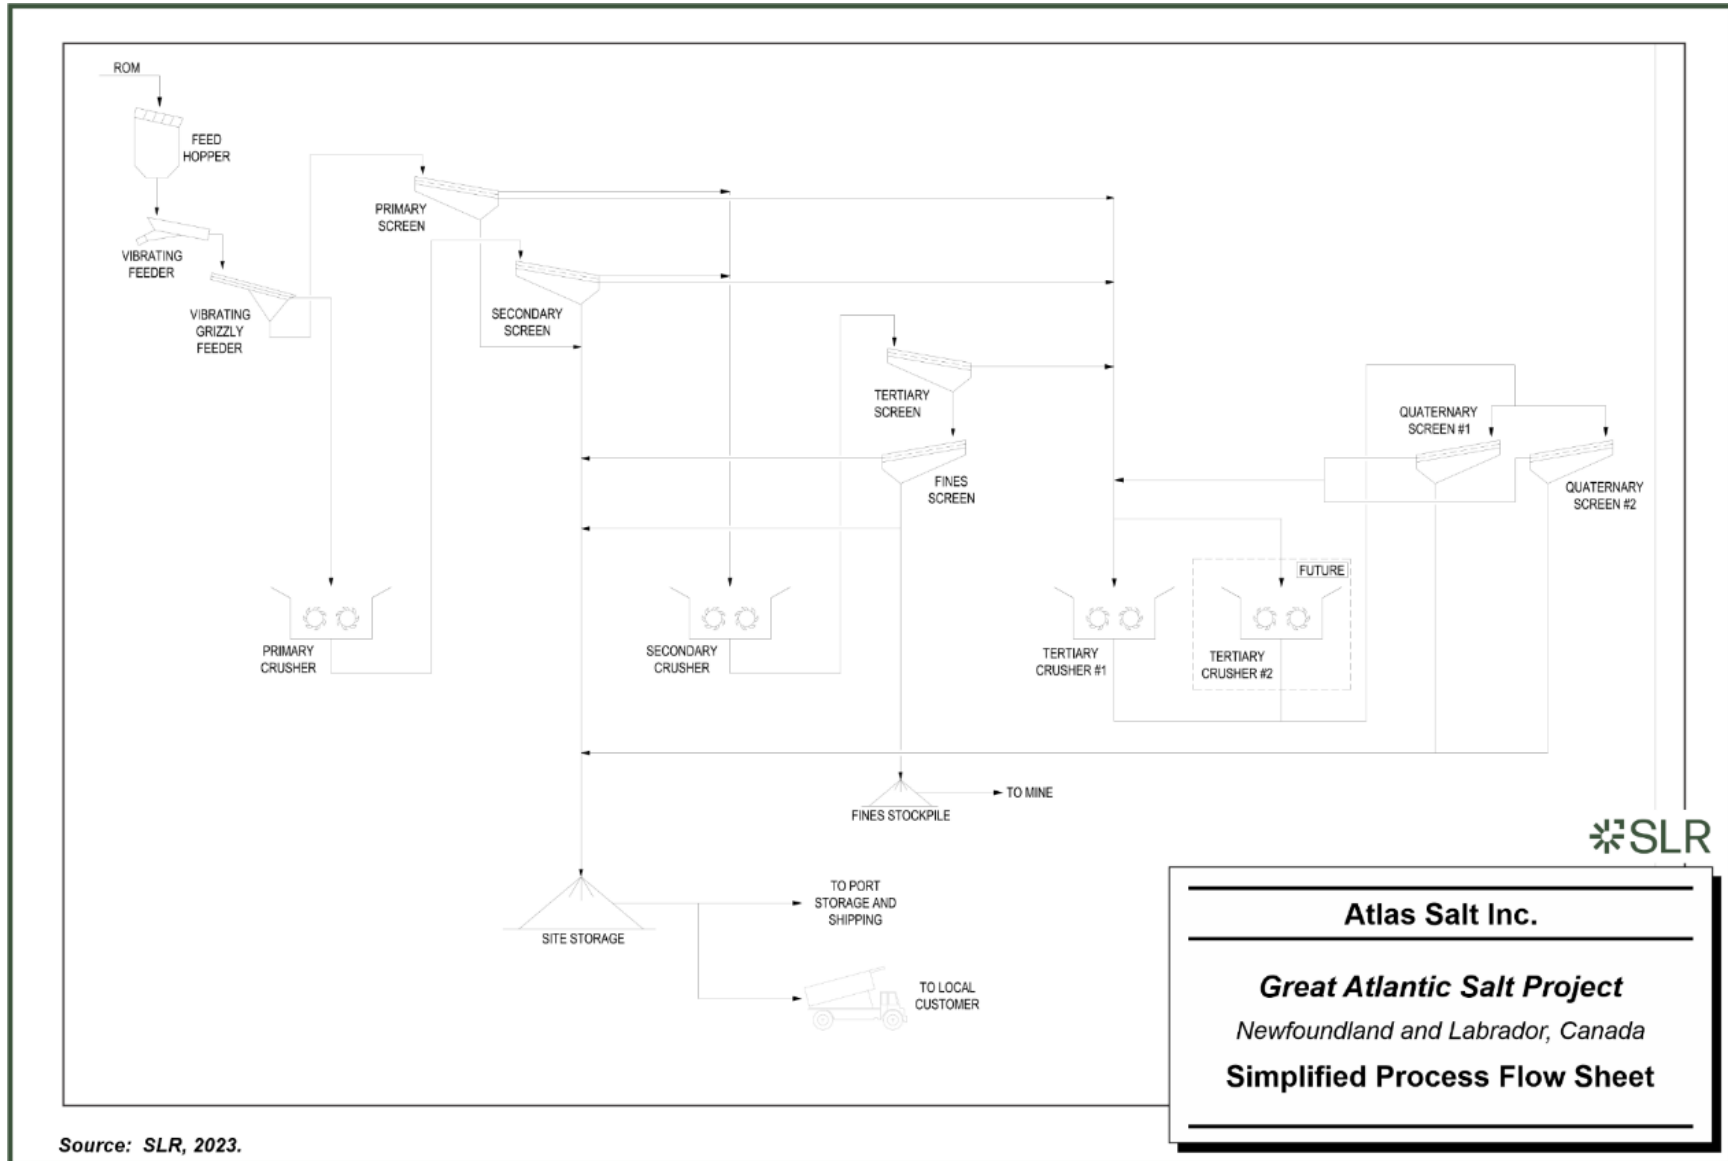 ROM
FEED
HOPPER
VIBRATING
FEEDER
VIBRATING
GRIZZLY
FEEDER
PRIMARY
SCREEN
SECONDARY
SCREEN
TERTIARY
SCREEN
FINES
SCREEN
QUATERNARY
SCREEN #1
QUATERNARY
SCREEN #2
PRIMARY
CRUSHER
SECONDARY
CRUSHER
TERTIARY
CRUSHER #1
FUTURE
TERTIARY
CRUSHER #2
TO MINE
FINES STOCKPILE
SITE STORAGE
TO PORT
STORAGE AND
SHIPPING
TO LOCAL
CUSTOMER
SLR
Atlas Salt Inc.
Great Atlantic Salt Project
Newfoundland and Labrador, Canada
Simplified Process Flow Sheet
Source: SLR, 2023.